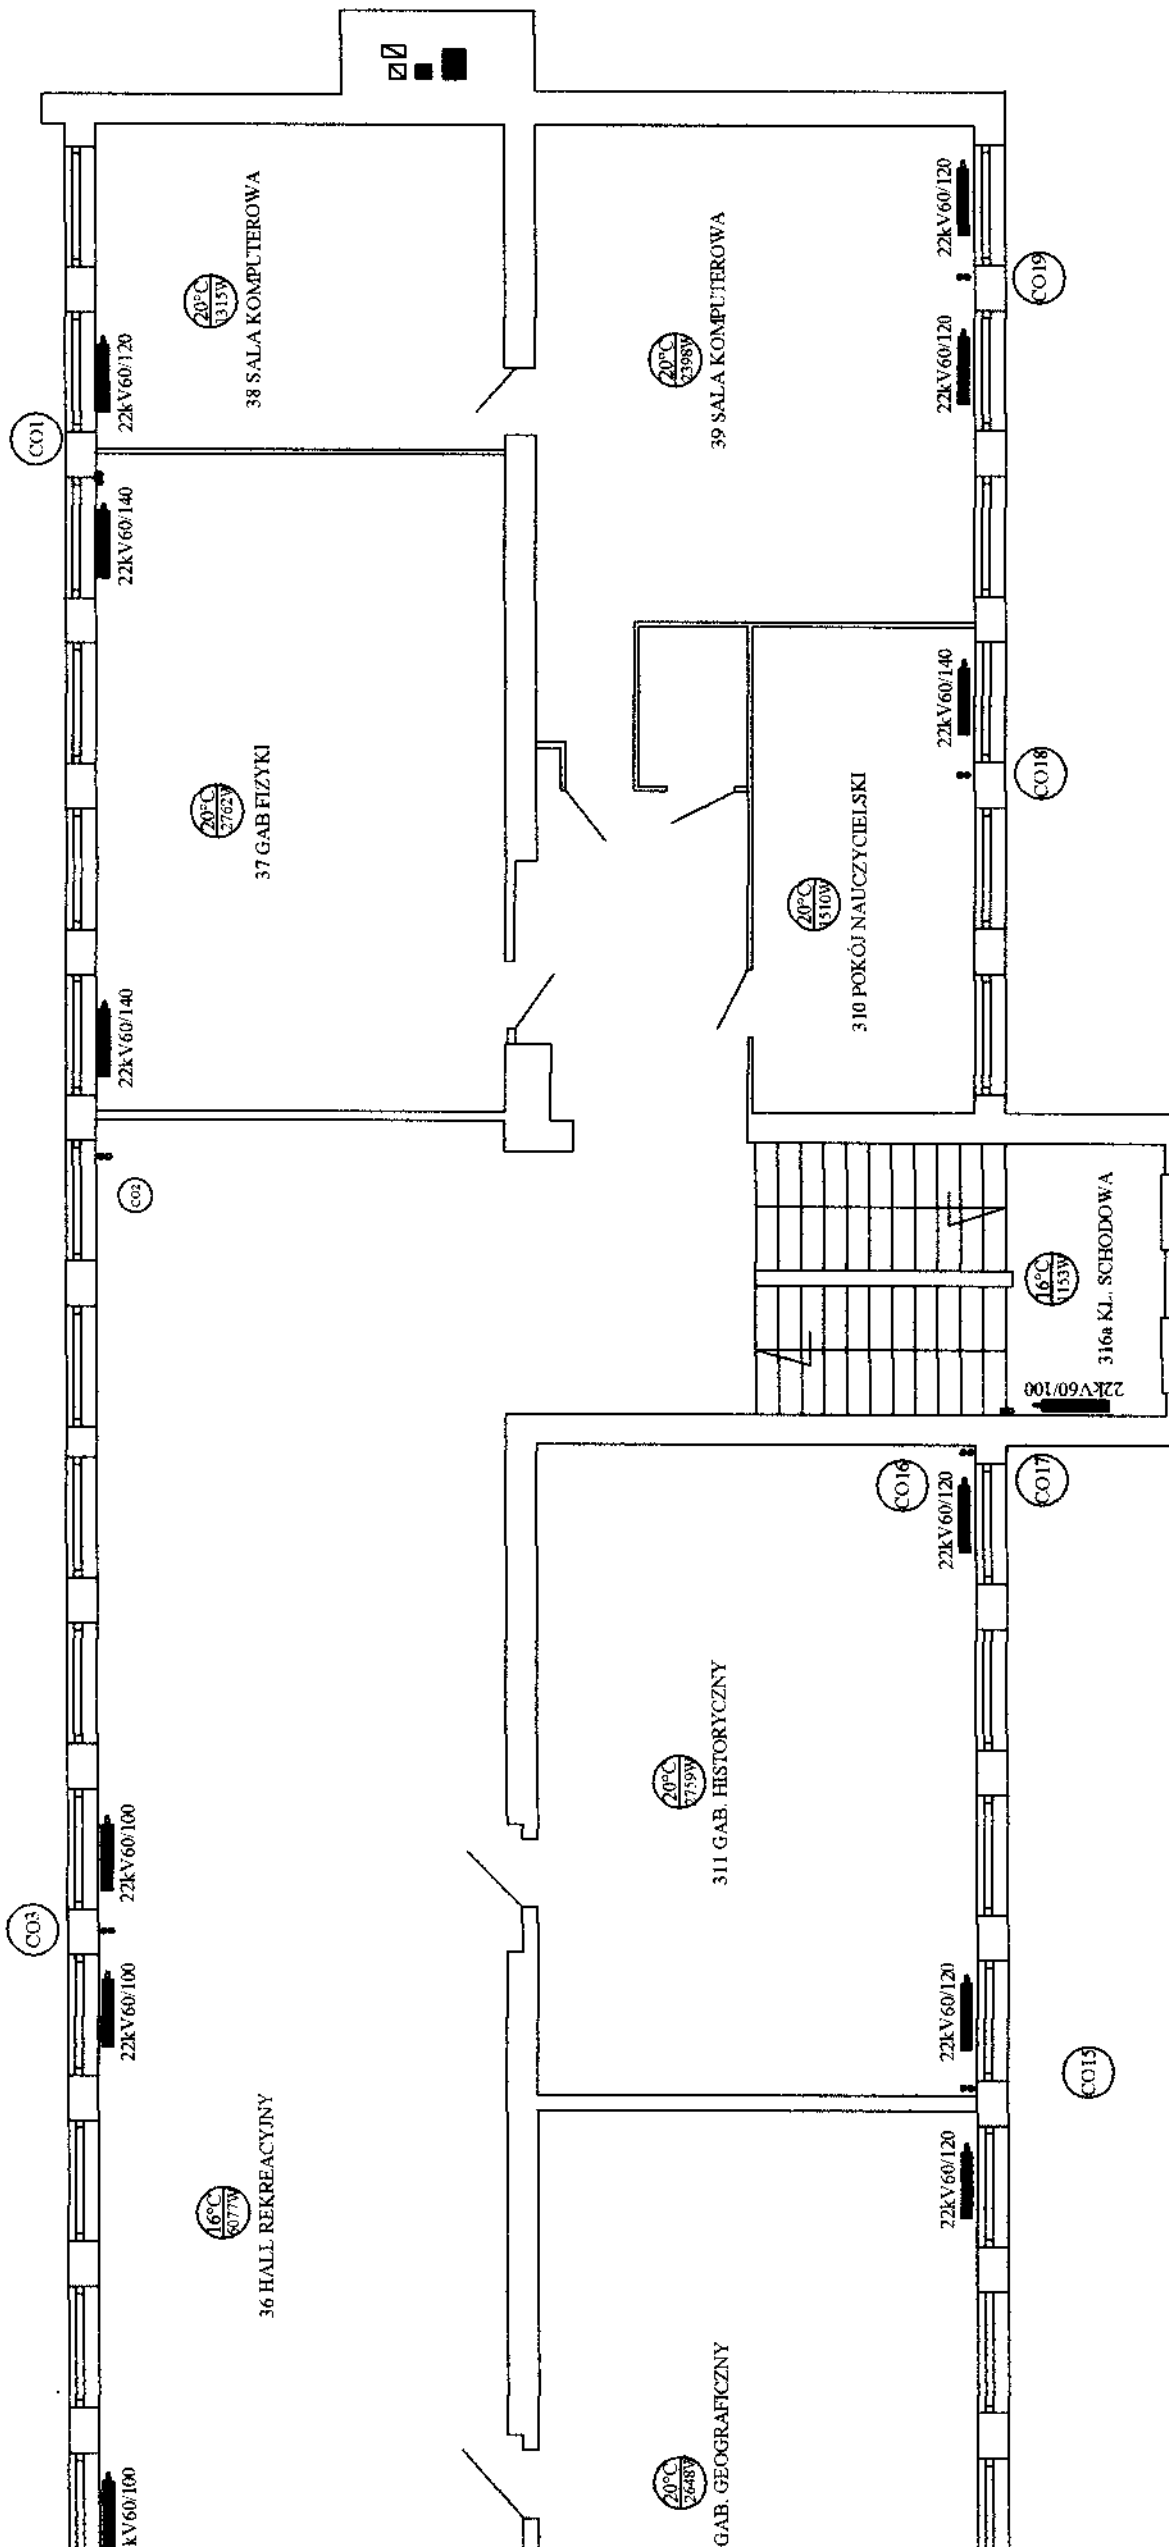 CO1
22kV60/120
20°C
1315W
38 SALA KOMPUTEROWA
22kV60/140
20°C
2762W
37 GAB FIZYKI
22kV60/140
CO2
20°C
2398W
39 SALA KOMPUTEROWA
22kV60/120
CO19
22kV60/120
22kV60/140
CO18
20°C
1510W
310 POKÓJ NAUCZYCIELSKI
16°C
1153W
316a KL. SCHODOWA
22kV60/100
CO16
CO17
22kV60/120
20°C
2759W
311 GAB. HISTORYCZNY
22kV60/120
CO15
22kV60/120
CO3
22kV60/100
22kV60/100
16°C
6077W
36 HALL REKREACYJNY
kV60/100
20°C
2648W
GAB. GEOGRAFICZNY